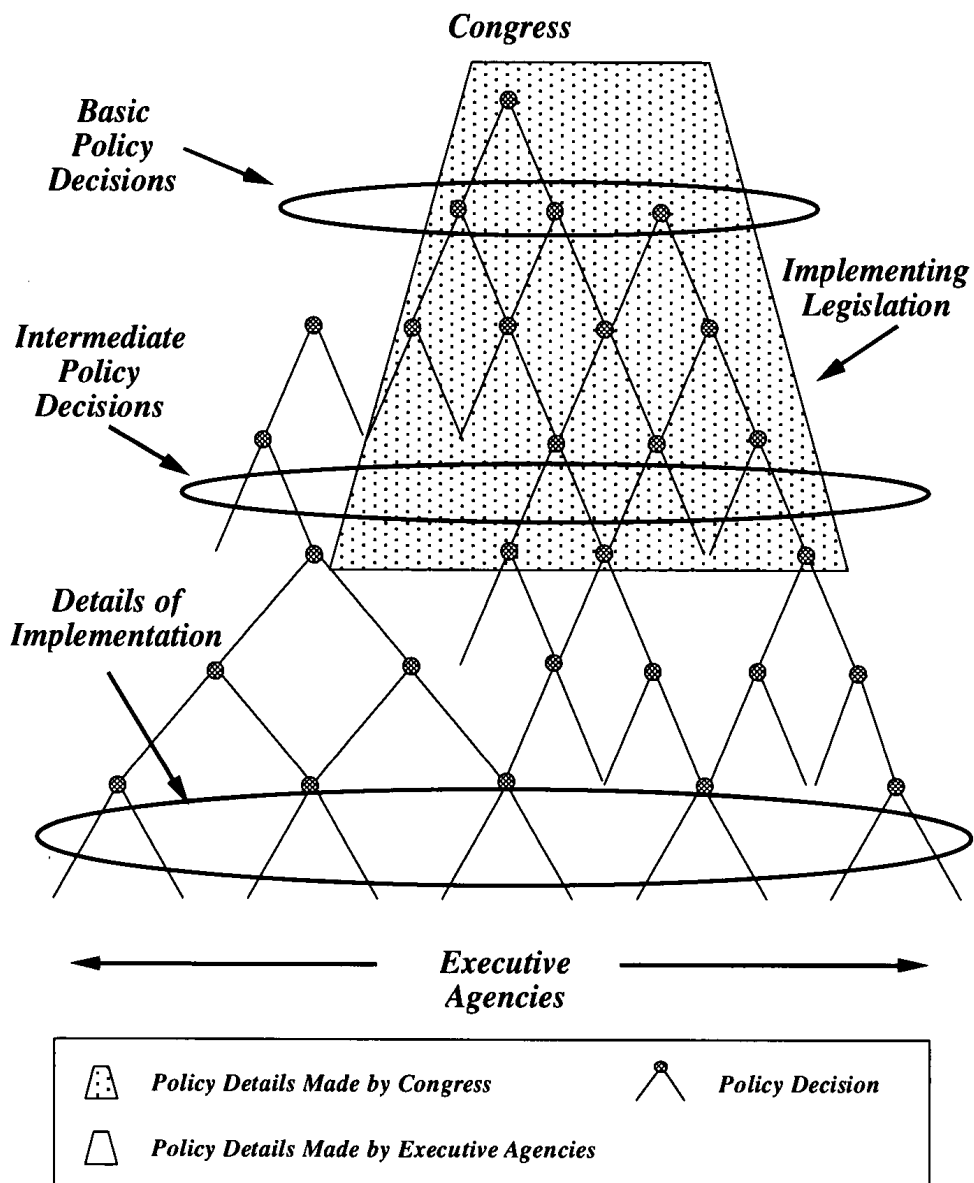 Congress
Basic
Policy
Decisions
Implementing
Legislation
Intermediate
Policy
Decisions
Details of
Implementation
Executive
Agencies
Policy Details Made by Congress
Policy Decision
Policy Details Made by Executive Agencies